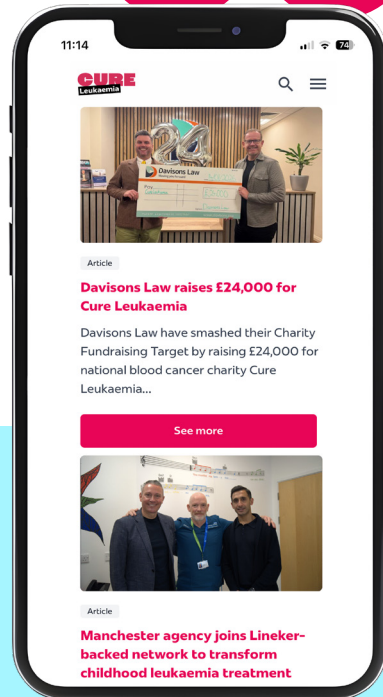 11:14
74
CURE
Leukaemia
24
Davisons Law
Article
Davisons Law raises £24,000 for
Cure Leukaemia
Davisons Law have smashed their Charity
Fundraising Target by raising £24,000 for
national blood cancer charity Cure
Leukaemia...
See more
Article
Manchester agency joins Lineker-
backed network to transform
childhood leukaemia treatment